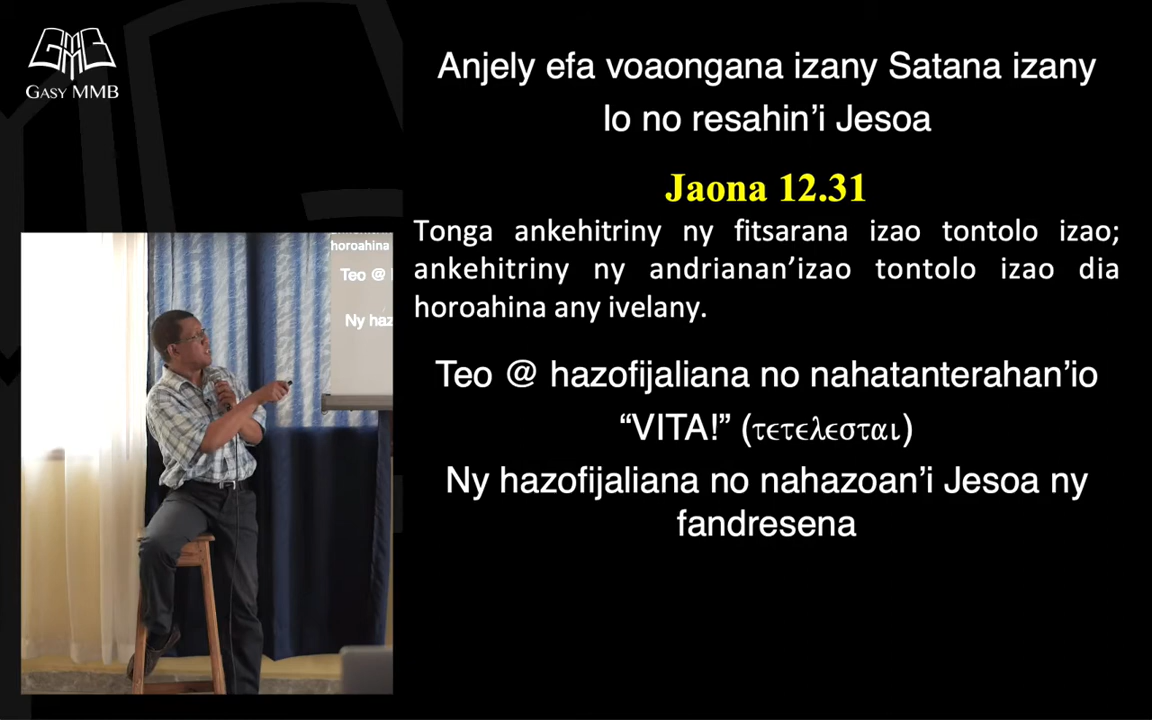 GMMB
GASY MMB
Anjely efa voaongana izany Satana izany
Io no resahin’i Jesoa
Jaona 12.31
Tonga ankehitriny ny fitsarana izao tontolo izao;
ankehitriny ny andrianan’izao tontolo izao dia
horoahina any ivelany.
Teo @ hazofijaliana no nahatanterahan’io
“VITA!” (τετελεσται)
Ny hazofijaliana no nahazoan’i Jesoa ny
fandresena
horoahina
Teo @
Ny haz